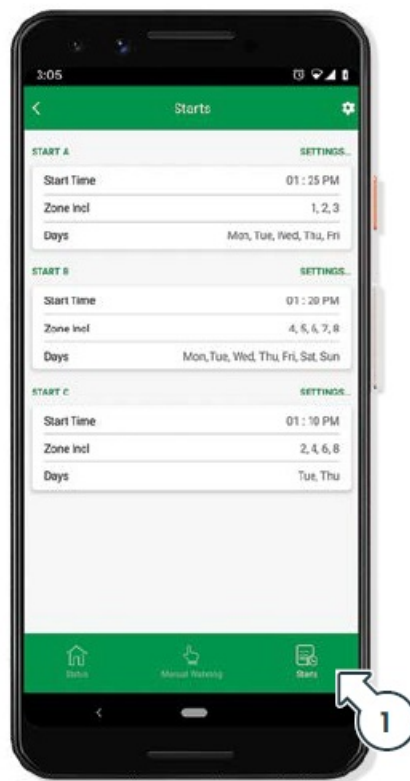 3:05
Starts
START A SETTINGS...
Start Time 01 : 25 PM
Zone Incl 1, 2, 3
Days Mon, Tue, Wed, Thu, Fri
START B SETTINGS...
Start Time 01 : 20 PM
Zone Incl 4, 5, 6, 7, 8
Days Mon, Tue, Wed, Thu, Fri, Sat, Sun
START C SETTINGS...
Start Time 01 : 10 PM
Zone Incl 2, 4, 6, 8
Days Tue, Thu
Status Manual Watering Starts
1